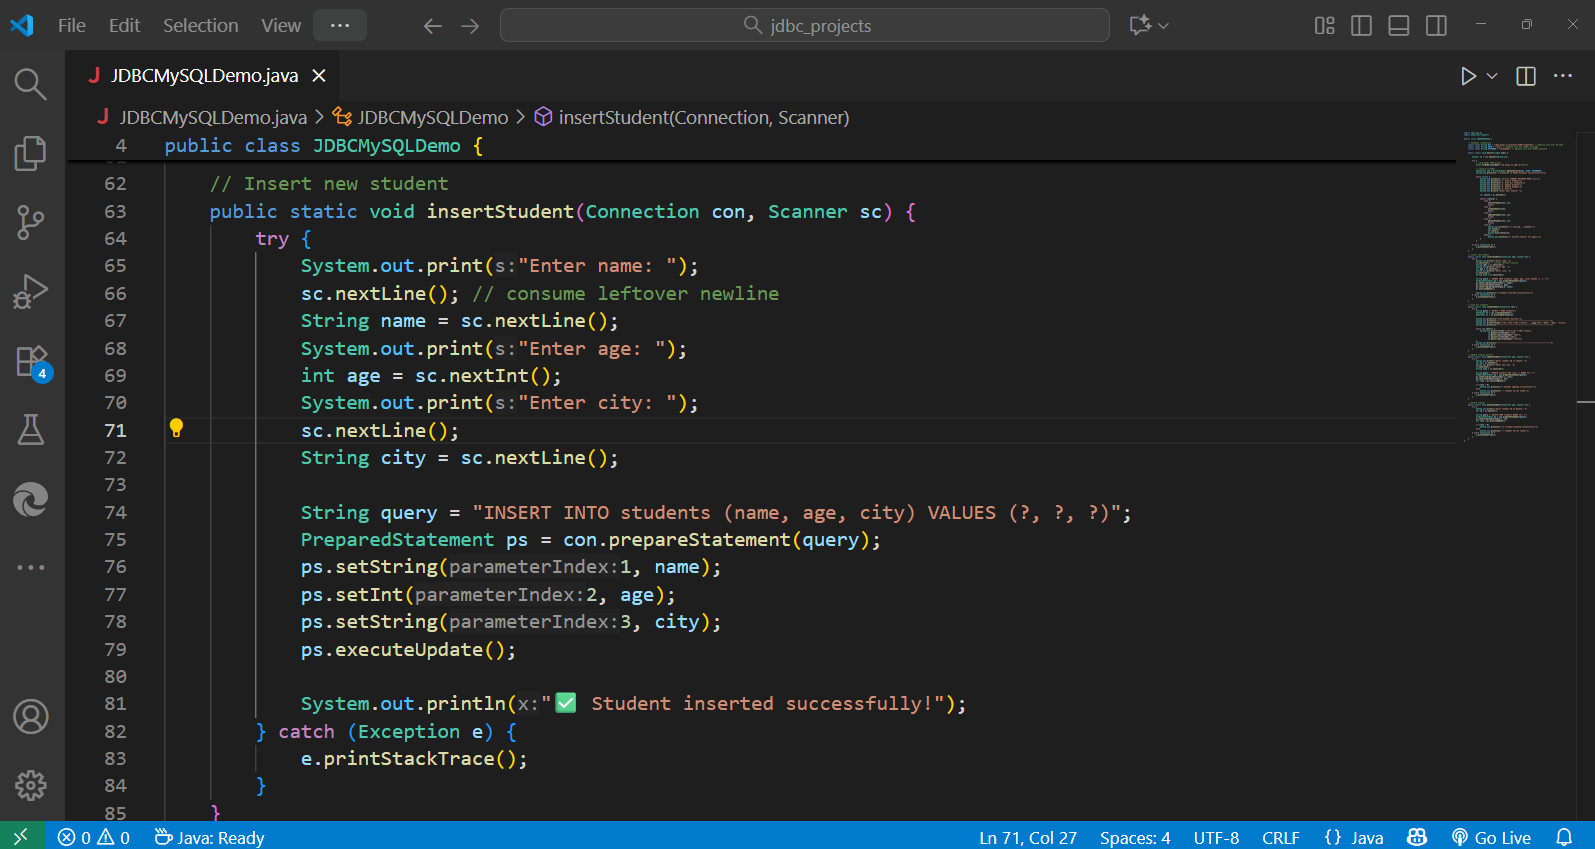 File Edit Selection View ··· jdbc_projects
JDBCMySQLDemo.java
JDBCMySQLDemo.java > JDBCMySQLDemo > insertStudent(Connection, Scanner)
4 public class JDBCMySQLDemo {
62 // Insert new student
63 public static void insertStudent(Connection con, Scanner sc) {
64 try {
65 System.out.print(s:"Enter name: ");
66 sc.nextLine(); // consume leftover newline
67 String name = sc.nextLine();
68 System.out.print(s:"Enter age: ");
69 int age = sc.nextInt();
70 System.out.print(s:"Enter city: ");
71 sc.nextLine();
72 String city = sc.nextLine();
73
74 String query = "INSERT INTO students (name, age, city) VALUES (?, ?, ?)";
75 PreparedStatement ps = con.prepareStatement(query);
76 ps.setString(parameterIndex:1, name);
77 ps.setInt(parameterIndex:2, age);
78 ps.setString(parameterIndex:3, city);
79 ps.executeUpdate();
80
81 System.out.println(x:"✅ Student inserted successfully!");
82 } catch (Exception e) {
83 e.printStackTrace();
84 }
85 }
4
0 0 Java: Ready Ln 71, Col 27 Spaces: 4 UTF-8 CRLF {} Java Go Live